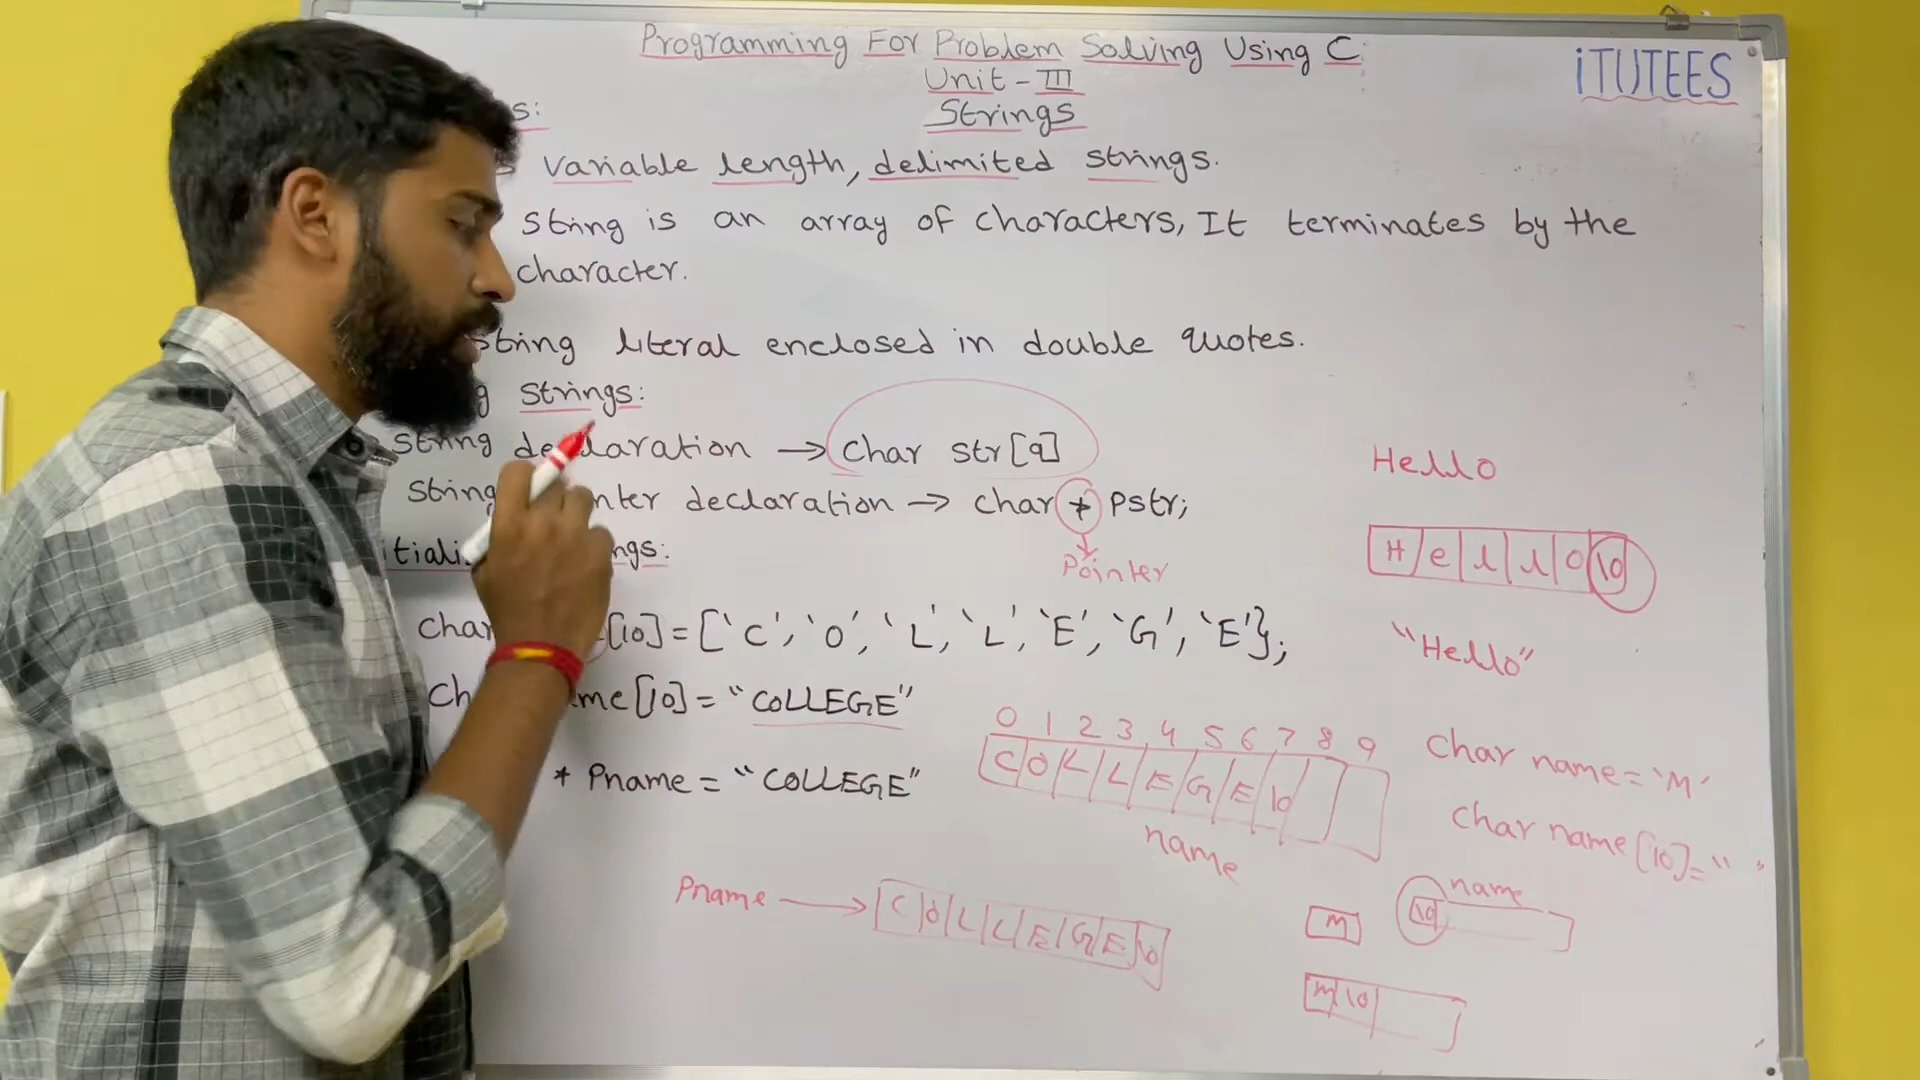 Programming For Problem Solving Using C:
iTUTEES
Unit - III
Strings
s:
variable length, delimited strings.
String is an array of characters, It terminates by the
character.
string literal enclosed in double quotes.
g Strings:
String declaration → char str[9]
String nter declaration → char * Pstr;
Pointer
itiali ngs:
char [10] = ['C', 'O', 'L', 'L', 'E', 'G', 'E'};
ch me[10] = "COLLEGE"
* Pname = "COLLEGE"
Hello
H e l l o \0
"Hello"
0 1 2 3 4 5 6 7 8 9
C O L L E G E \0
name
Pname → C O L L E G E \0
char name = 'M'
char name[10] = " "
M
name
\0
M \0